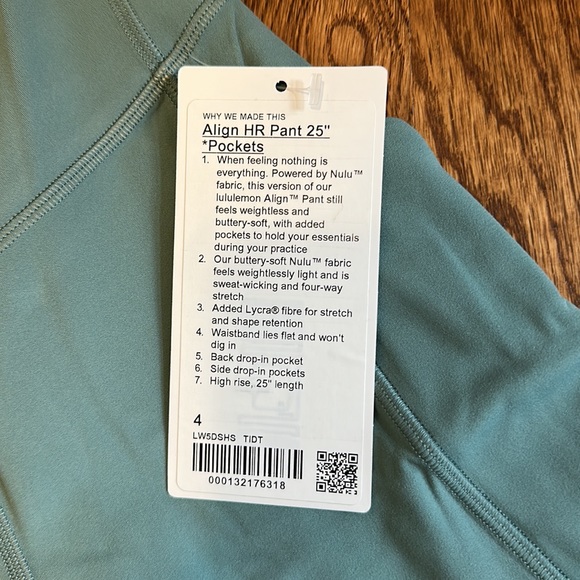 WHY WE MADE THIS
Align HR Pant 25"
*Pockets
1. When feeling nothing is
everything. Powered by Nulu™
fabric, this version of our
lululemon Align™ Pant still
feels weightless and
buttery-soft, with added
pockets to hold your essentials
during your practice
2. Our buttery-soft Nulu™ fabric
feels weightlessly light and is
sweat-wicking and four-way
stretch
3. Added Lycra® fibre for stretch
and shape retention
4. Waistband lies flat and won't
dig in
5. Back drop-in pocket
6. Side drop-in pockets
7. High rise, 25" length
4
LW5DSHS TIDT
000132176318